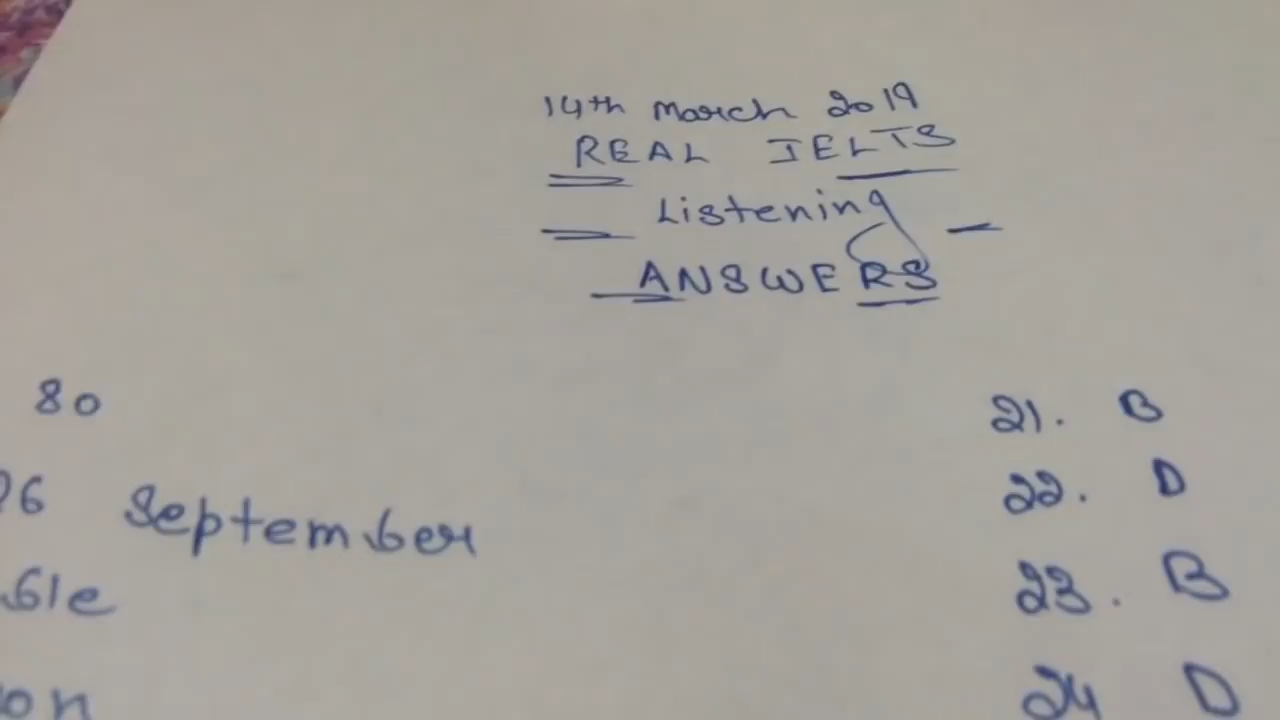 14th March 2019
REAL IELTS
Listening
ANSWERS
80
26 September
21. B
22. D
23. B
24 D